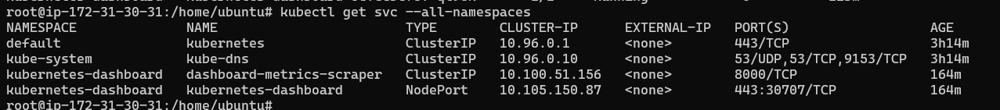 root@ip-172-31-30-31:/home/ubuntu# kubectl get svc --all-namespaces
NAMESPACE NAME TYPE CLUSTER-IP EXTERNAL-IP PORT(S) AGE
default kubernetes ClusterIP 10.96.0.1 <none> 443/TCP 3h14m
kube-system kube-dns ClusterIP 10.96.0.10 <none> 53/UDP,53/TCP,9153/TCP 3h14m
kubernetes-dashboard dashboard-metrics-scraper ClusterIP 10.100.51.156 <none> 8000/TCP 164m
kubernetes-dashboard kubernetes-dashboard NodePort 10.105.150.87 <none> 443:30707/TCP 164m
root@ip-172-31-30-31:/home/ubuntu#